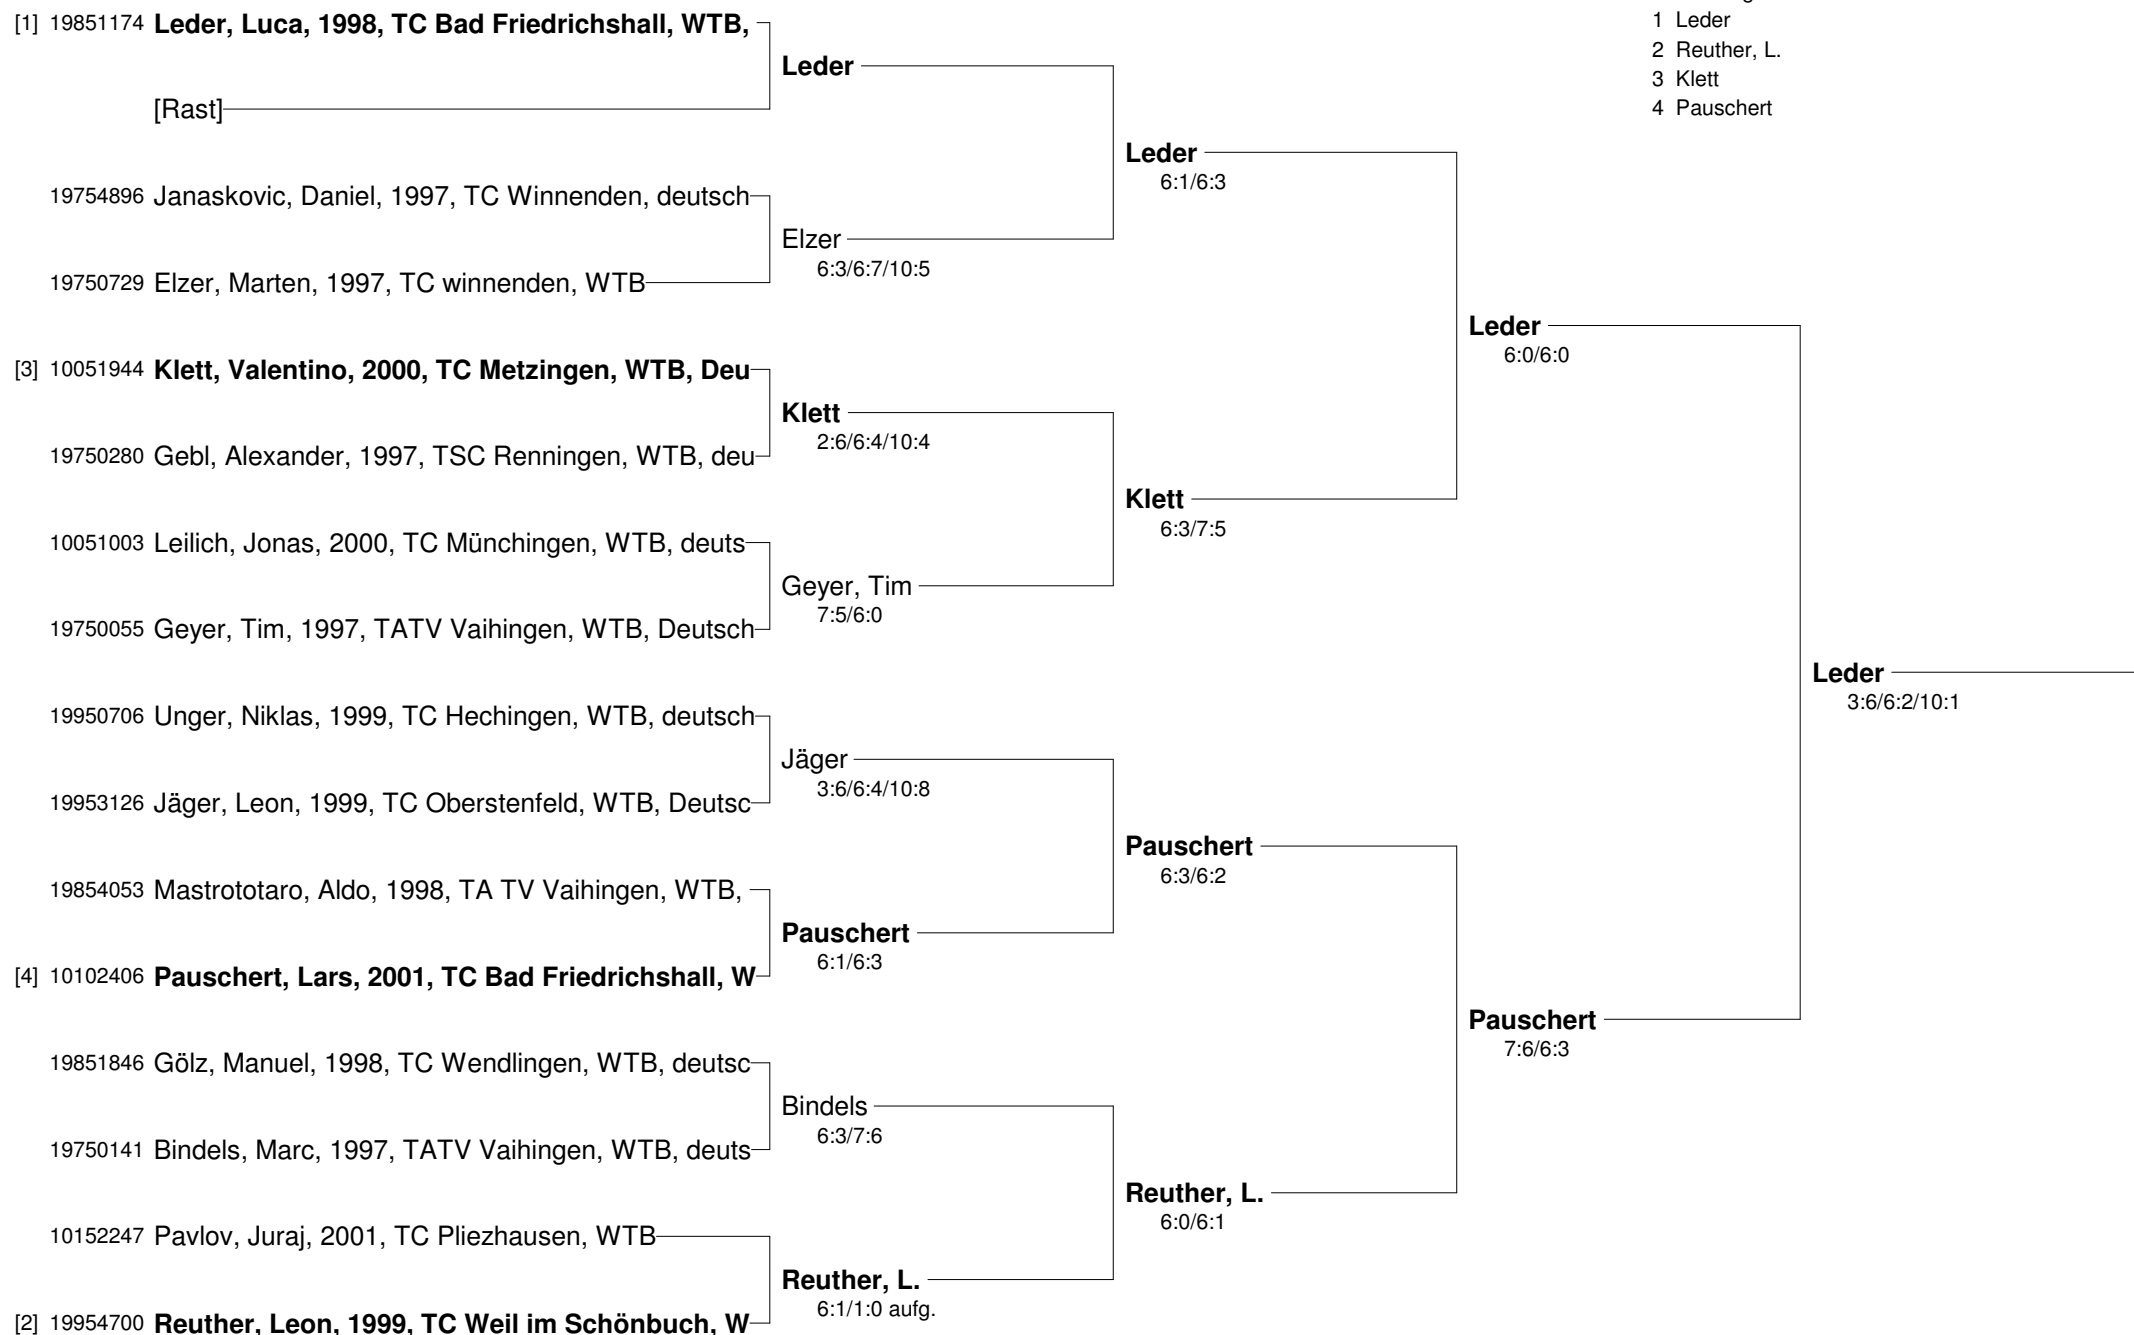 [1] 19851174 Leder, Luca, 1998, TC Bad Friedrichshall, WTB,
[Rast]
19754896 Janaskovic, Daniel, 1997, TC Winnenden, deutsch
19750729 Elzer, Marten, 1997, TC winnenden, WTB
[3] 10051944 Klett, Valentino, 2000, TC Metzingen, WTB, Deu
19750280 Gebl, Alexander, 1997, TSC Renningen, WTB, deu
10051003 Leilich, Jonas, 2000, TC Münchingen, WTB, deuts
19750055 Geyer, Tim, 1997, TATV Vaihingen, WTB, Deutsch
19950706 Unger, Niklas, 1999, TC Hechingen, WTB, deutsch
19953126 Jäger, Leon, 1999, TC Oberstenfeld, WTB, Deutsc
19854053 Mastrototaro, Aldo, 1998, TA TV Vaihingen, WTB,
[4] 10102406 Pauschert, Lars, 2001, TC Bad Friedrichshall, W
19851846 Gölz, Manuel, 1998, TC Wendlingen, WTB, deutsc
19750141 Bindels, Marc, 1997, TATV Vaihingen, WTB, deuts
10152247 Pavlov, Juraj, 2001, TC Pliezhausen, WTB
[2] 19954700 Reuther, Leon, 1999, TC Weil im Schönbuch, W
Leder
Elzer
6:3/6:7/10:5
Klett
2:6/6:4/10:4
Geyer, Tim
7:5/6:0
Jäger
3:6/6:4/10:8
Pauschert
6:1/6:3
Bindels
6:3/7:6
Reuther, L.
6:1/1:0 aufg.
Leder
6:1/6:3
Klett
6:3/7:5
Pauschert
6:3/6:2
Reuther, L.
6:0/6:1
Leder
6:0/6:0
Pauschert
7:6/6:3
Leder
3:6/6:2/10:1
1 Leder
2 Reuther, L.
3 Klett
4 Pauschert